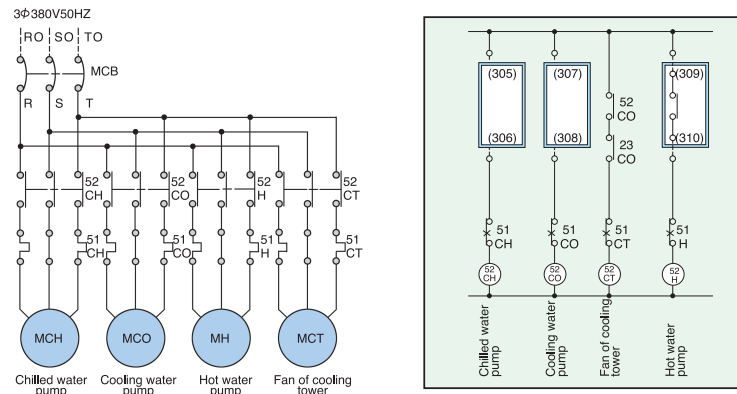 3Φ380V50HZ
RO SO TO
MCB
R S T
52 CH
52 CO
52 H
52 CT
51 CH
51 CO
51 H
51 CT
MCH MCO MH MCT
Chilled water pump
Cooling water pump
Hot water pump
Fan of cooling tower
(305) (307) (309)
52 CO
(306) (308) (310)
23 CO
51 CH
51 CO
51 CT
51 H
52 CH
52 CO
52 CT
52 H
Chilled water pump
Cooling water pump
Fan of cooling tower
Hot water pump